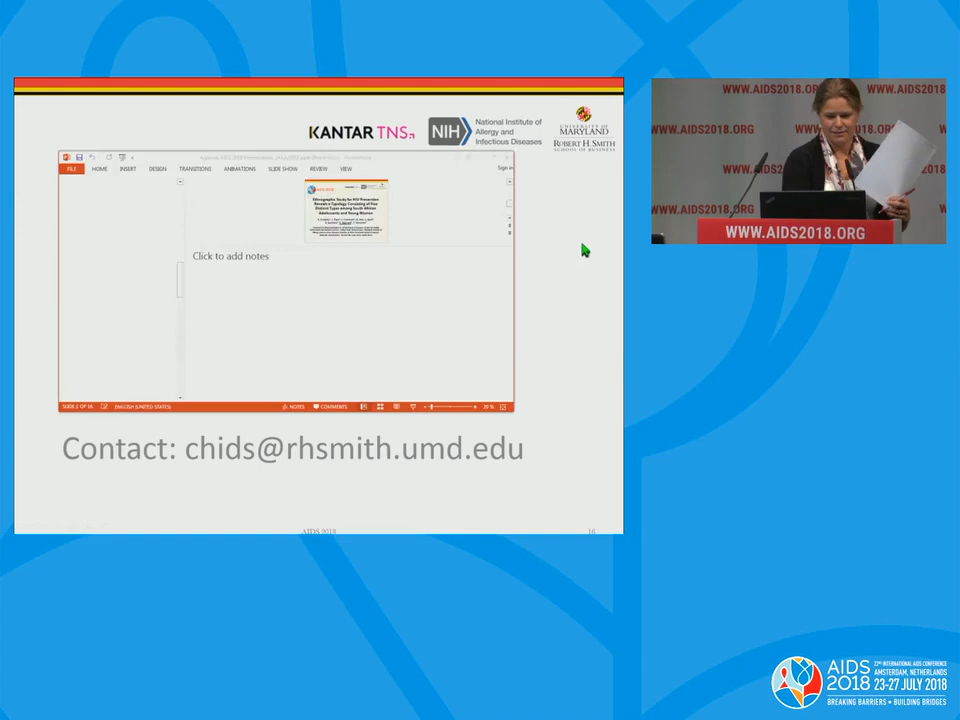 KANTAR TNS
NIH
National Institute of
Allergy and
Infectious Diseases
UNIVERSITY OF
MARYLAND
ROBERT H. SMITH
SCHOOL OF BUSINESS
FILE HOME INSERT DESIGN TRANSITIONS ANIMATIONS SLIDE SHOW REVIEW VIEW
Sign in
Ethnographic Study for HIV Prevention
Reveals a Typology Consisting of Five
Distinct Types among South African
Adolescents and Young Women
Click to add notes
SLIDE 1 OF 16 ENGLISH (UNITED STATES) NOTES COMMENTS
Contact: chids@rhsmith.umd.edu
AIDS 2018
16
WWW.AIDS2018.OR WWW.AIDS2018
WWW.AIDS2018.ORG
WWW.AIDS2018.ORG
WWW.AIDS2018.ORG
AIDS
2018
22ND INTERNATIONAL AIDS CONFERENCE
AMSTERDAM, NETHERLANDS
23-27 JULY 2018
BREAKING BARRIERS • BUILDING BRIDGES